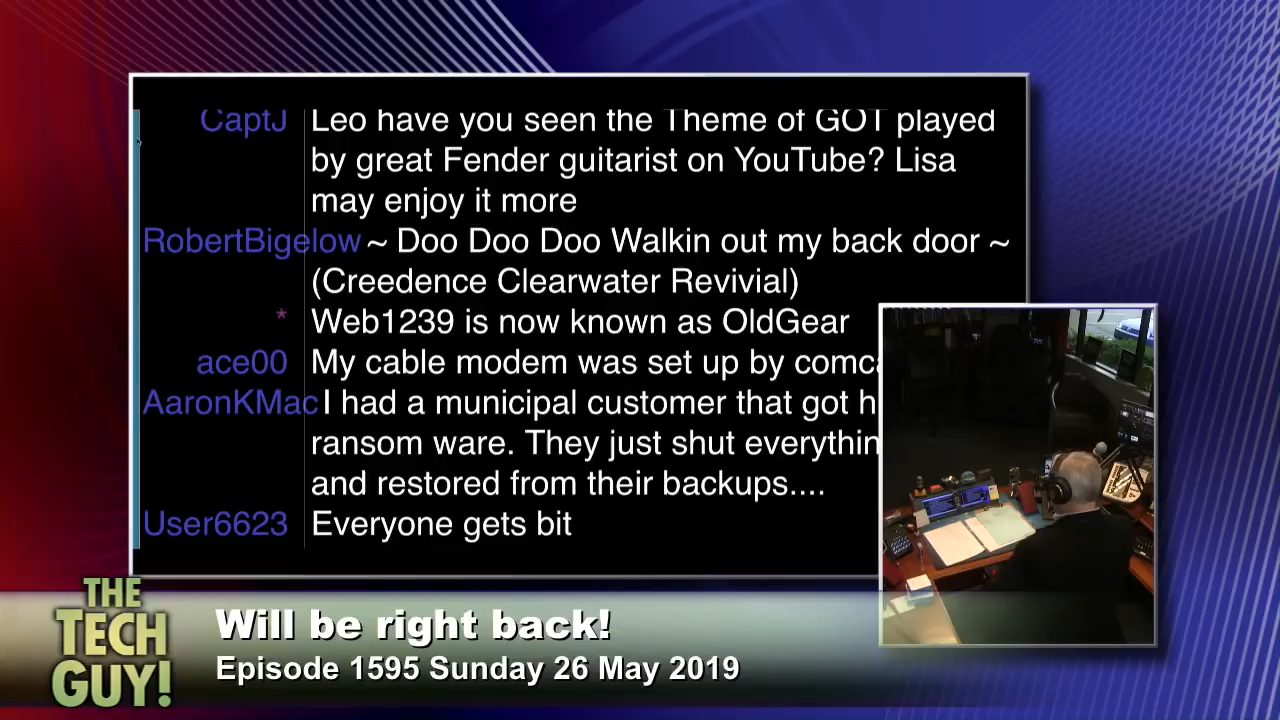 CaptJ Leo have you seen the Theme of GOT played
by great Fender guitarist on YouTube? Lisa
may enjoy it more
RobertBigelow ~ Doo Doo Doo Walkin out my back door ~
(Creedence Clearwater Revivial)
* Web1239 is now known as OldGear
ace00 My cable modem was set up by
AaronKMac I had a municipal customer that got
ransom ware. They just shut
and restored from their backups....
User6623 Everyone gets bit
THE
TECH
GUY!
Will be right back!
Episode 1595 Sunday 26 May 2019